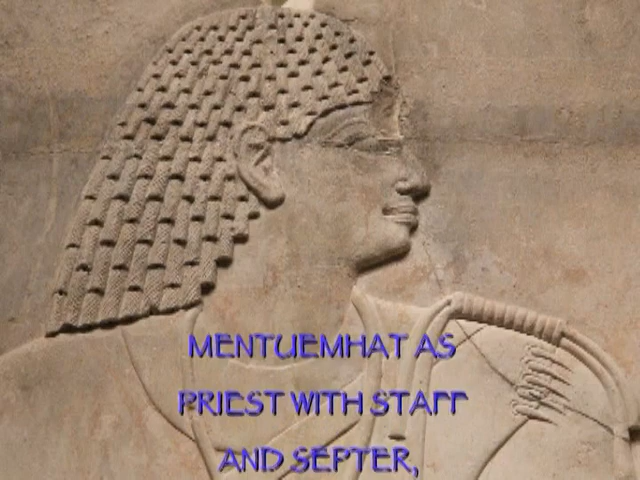 MENTUEMHAT AS
PRIEST WITH STAFF
AND SEPTER,